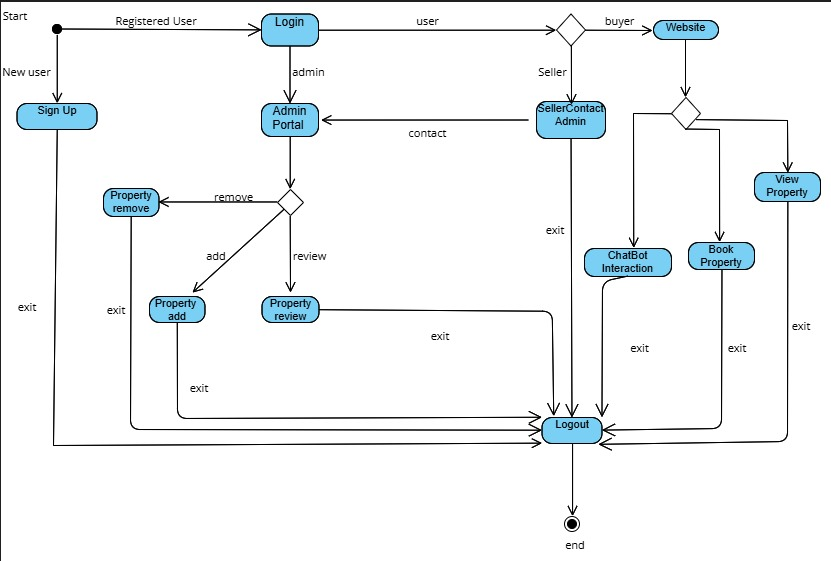 Start
Registered User
Login
user
buyer
Website
New user
admin
Seller
Sign Up
Admin
Portal
SellerContact
Admin
contact
View
Property
Property
remove
remove
add
review
exit
ChatBot
Interaction
Book
Property
Property
add
Property
review
exit
exit
exit
exit
exit
exit
exit
Logout
end